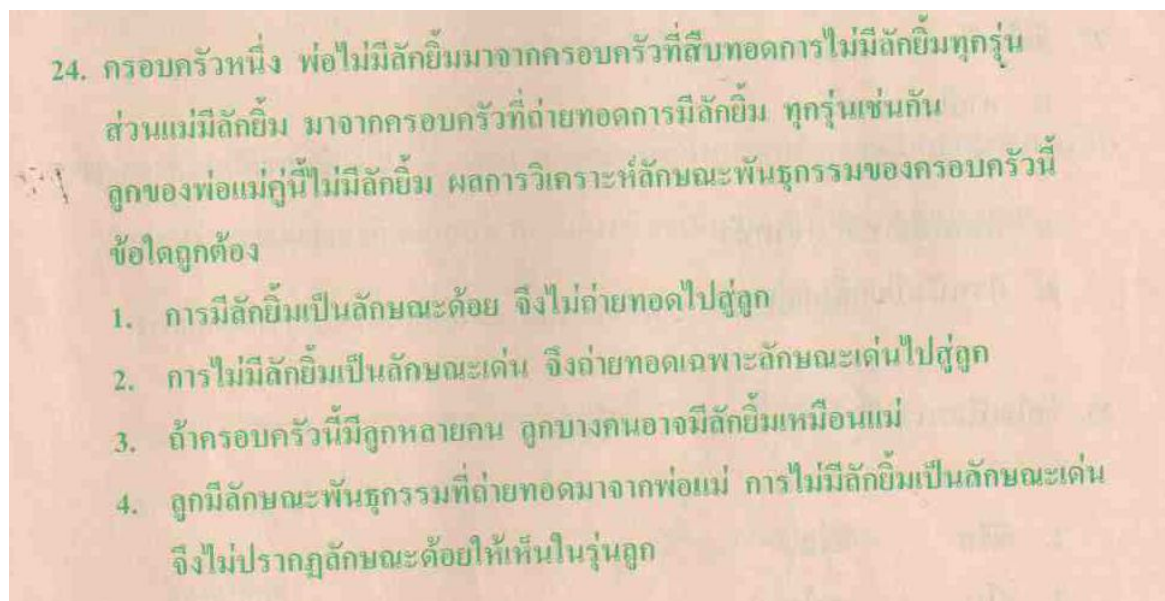 24. ครอบครัวหนึ่ง พ่อไม่มีลักยิ้มมาจากครอบครัวที่สืบทอดการไม่มีลักยิ้มทุกรุ่น
ส่วนแม่มีลักยิ้ม มาจากครอบครัวที่ถ่ายทอดการมีลักยิ้ม ทุกรุ่นเช่นกัน
ลูกของพ่อแม่คู่นี้ไม่มีลักยิ้ม ผลการวิเคราะห์ลักษณะพันธุกรรมของครอบครัวนี้
ข้อใดถูกต้อง
1. การมีลักยิ้มเป็นลักษณะด้อย จึงไม่ถ่ายทอดไปสู่ลูก
2. การไม่มีลักยิ้มเป็นลักษณะเด่น จึงถ่ายทอดเฉพาะลักษณะเด่นไปสู่ลูก
3. ถ้าครอบครัวนี้มีลูกหลายคน ลูกบางคนอาจมีลักยิ้มเหมือนแม่
4. ลูกมีลักษณะพันธุกรรมที่ถ่ายทอดมาจากพ่อแม่ การไม่มีลักยิ้มเป็นลักษณะเด่น
จึงไม่ปรากฏลักษณะด้อยให้เห็นในรุ่นลูก